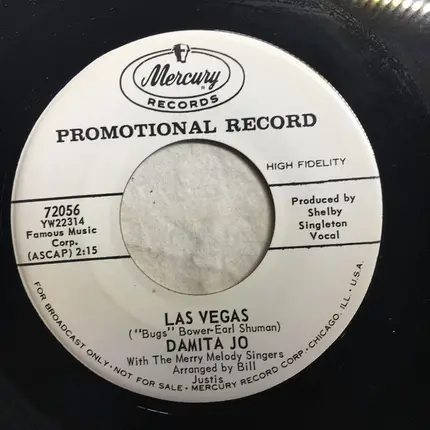 Mercury
RECORDS
PROMOTIONAL RECORD
HIGH FIDELITY
72056
YW22314
Famous Music
Corp.
(ASCAP) 2:15
Produced by
Shelby
Singleton
Vocal
LAS VEGAS
("Bugs" Bower-Earl Shuman)
DAMITA JO
With The Merry Melody Singers
Arranged by Bill
Justis
FOR BROADCAST ONLY • NOT FOR SALE • MERCURY RECORD CORP • CHICAGO, ILL • U.S.A.